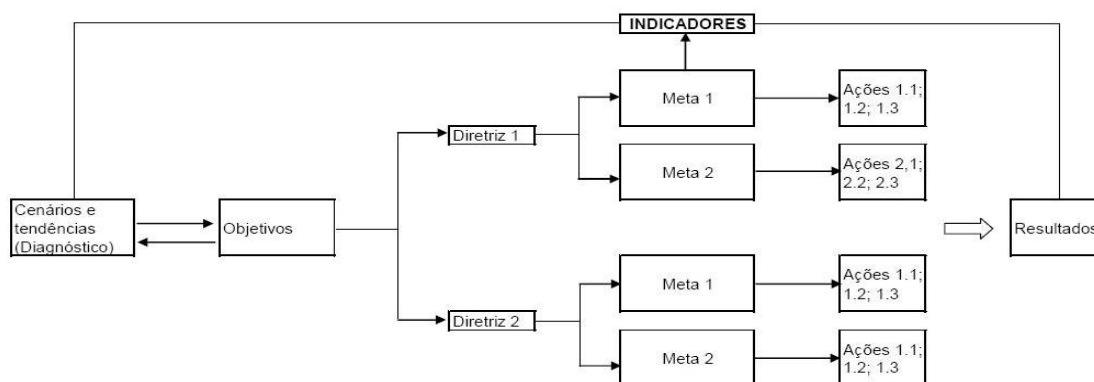 INDICADORES
Meta 1
Ações 1.1;
1.2; 1.3
Diretriz 1
Meta 2
Ações 2,1;
2.2; 2.3
Cenários e
tendências
(Diagnóstico)
Objetivos
Resultados
Meta 1
Ações 1.1;
1.2; 1.3
Diretriz 2
Meta 2
Ações 1.1;
1.2; 1.3